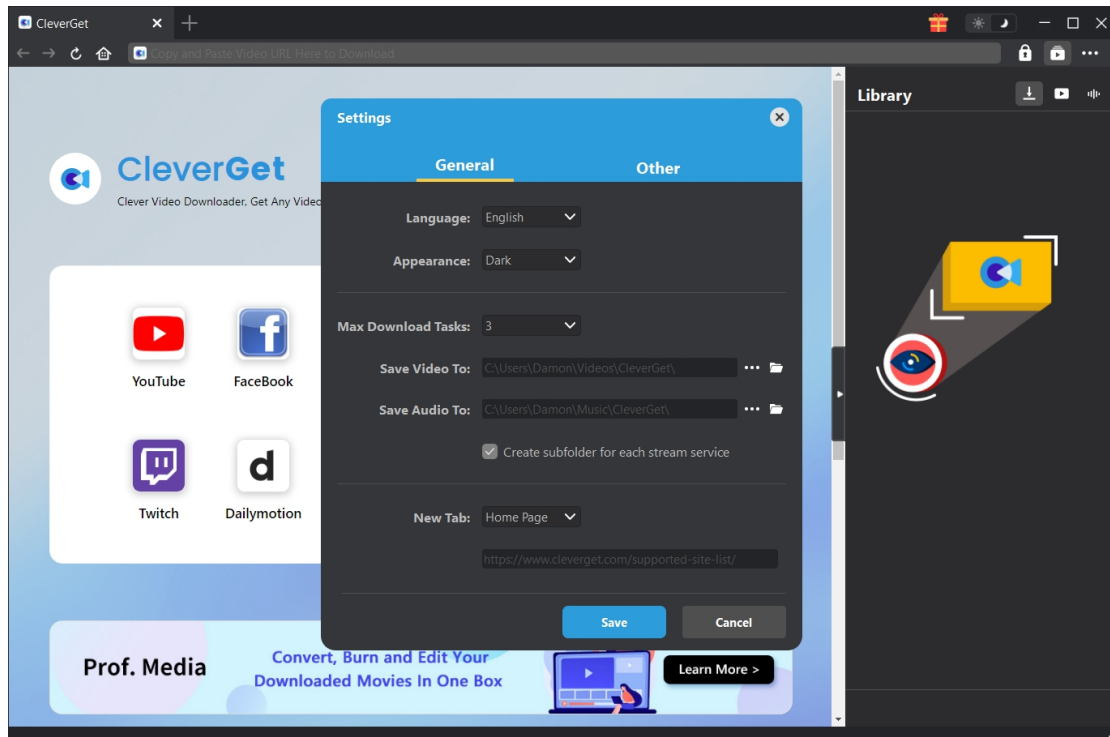 CleverGet
Copy and Paste Video URL Here to Download
Library
Settings
General
Other
CleverGet
Clever Video Downloader. Get Any Video
Language: English
Appearance: Dark
Max Download Tasks: 3
Save Video To: C:\Users\Damon\Videos\CleverGet\
Save Audio To: C:\Users\Damon\Music\CleverGet\
Create subfolder for each stream service
New Tab: Home Page
https://www.cleverget.com/supported-site-list/
Save
Cancel
YouTube
FaceBook
Twitch
Dailymotion
Prof. Media
Convert, Burn and Edit Your
Downloaded Movies In One Box
Learn More >